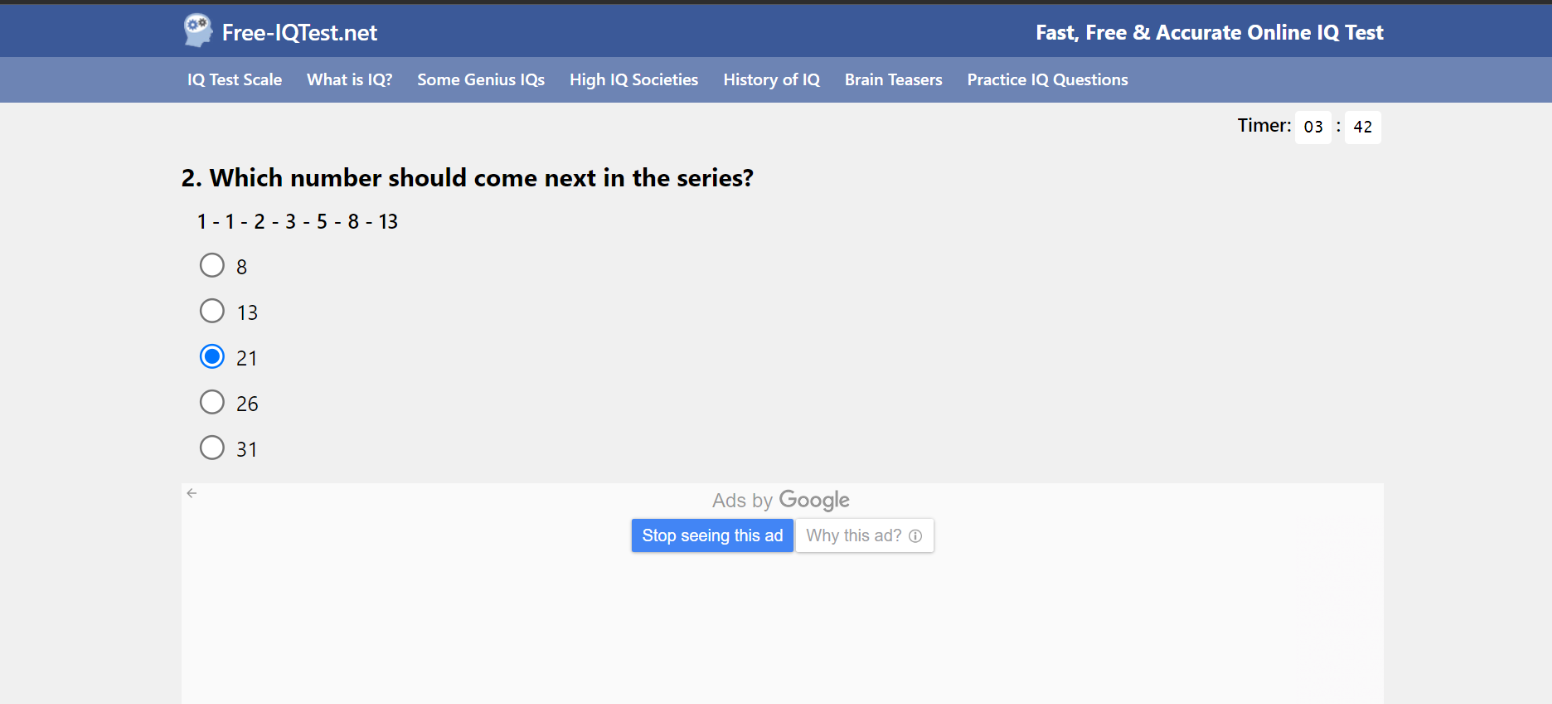 Free-IQTest.net
Fast, Free & Accurate Online IQ Test
IQ Test Scale
What is IQ?
Some Genius IQs
High IQ Societies
History of IQ
Brain Teasers
Practice IQ Questions
Timer: 03 : 42
2. Which number should come next in the series?
1 - 1 - 2 - 3 - 5 - 8 - 13
8
13
21
26
31
Ads by Google
Stop seeing this ad
Why this ad?